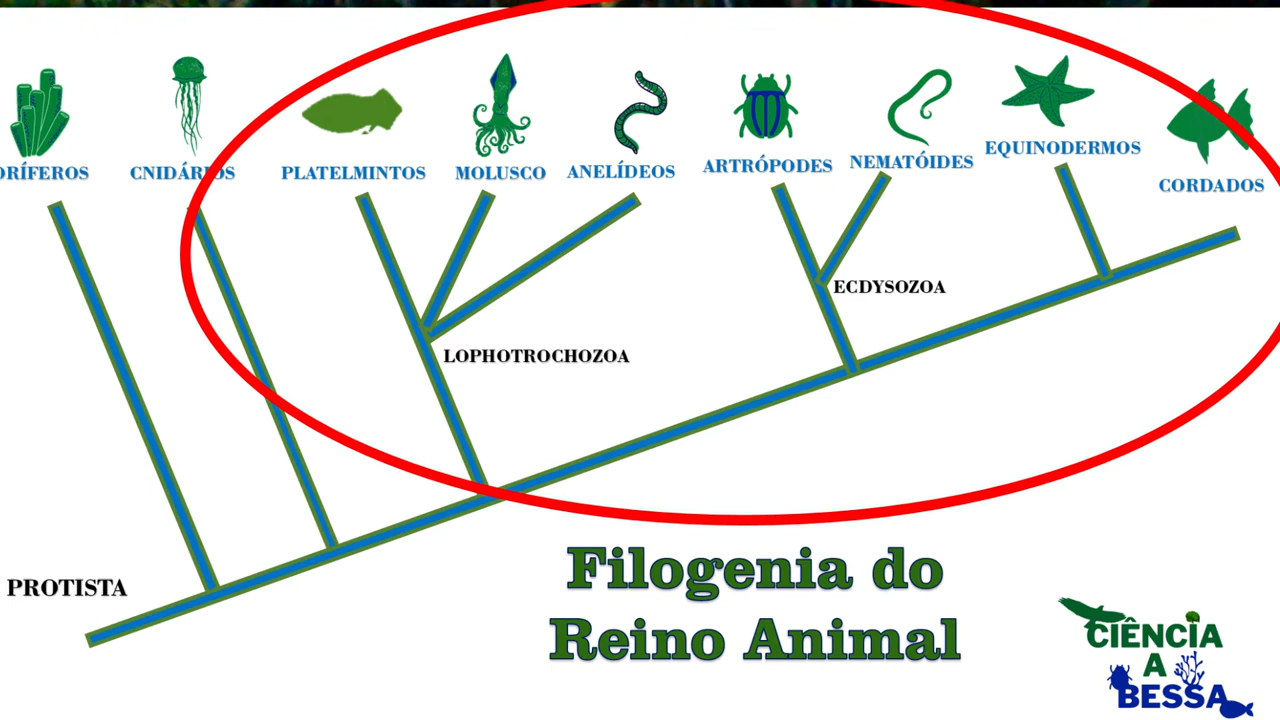 ORÍFEROS
CNIDÁRIOS
PLATELMINTOS
MOLUSCO
ANELÍDEOS
ARTRÓPODES
NEMATÓIDES
EQUINODERMOS
CORDADOS
ECDYSOZOA
LOPHOTROCHOZOA
PROTISTA
Filogenia do
Reino Animal
CIÊNCIA
A
BESSA